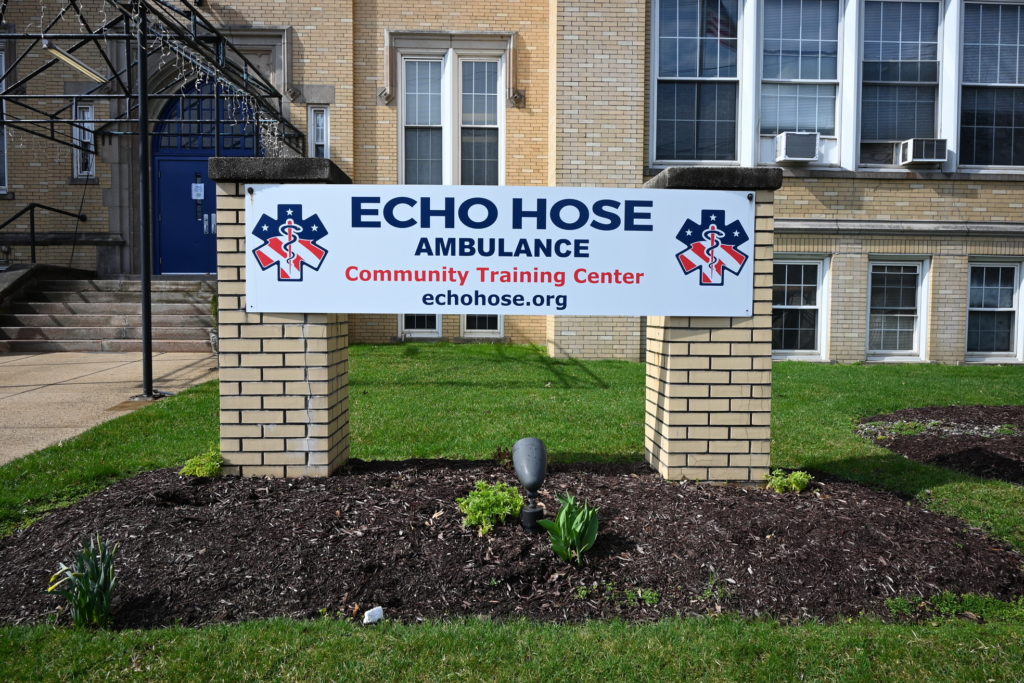 ECHO HOSE
AMBULANCE
Community Training Center
echohose.org